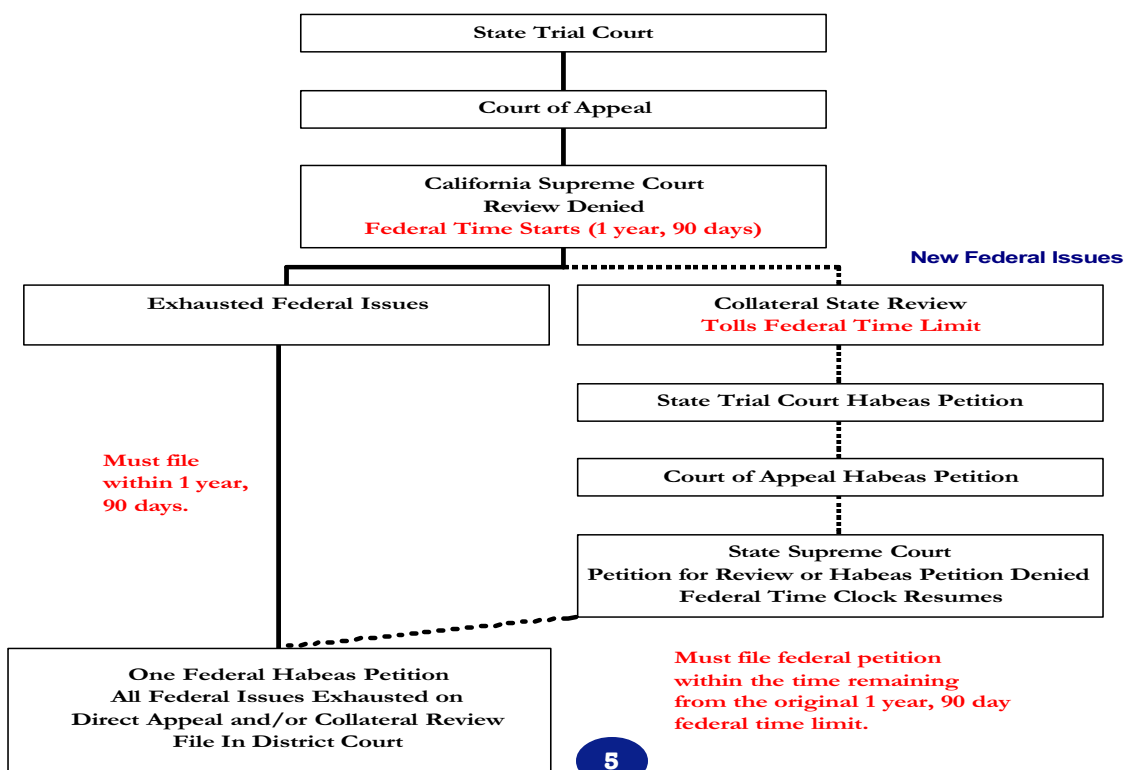 State Trial Court
Court of Appeal
California Supreme Court
Review Denied
Federal Time Starts (1 year, 90 days)
New Federal Issues
Exhausted Federal Issues
Collateral State Review
Tolls Federal Time Limit
State Trial Court Habeas Petition
Must file
within 1 year,
90 days.
Court of Appeal Habeas Petition
State Supreme Court
Petition for Review or Habeas Petition Denied
Federal Time Clock Resumes
One Federal Habeas Petition
All Federal Issues Exhausted on
Direct Appeal and/or Collateral Review
File In District Court
Must file federal petition
within the time remaining
from the original 1 year, 90 day
federal time limit.
5